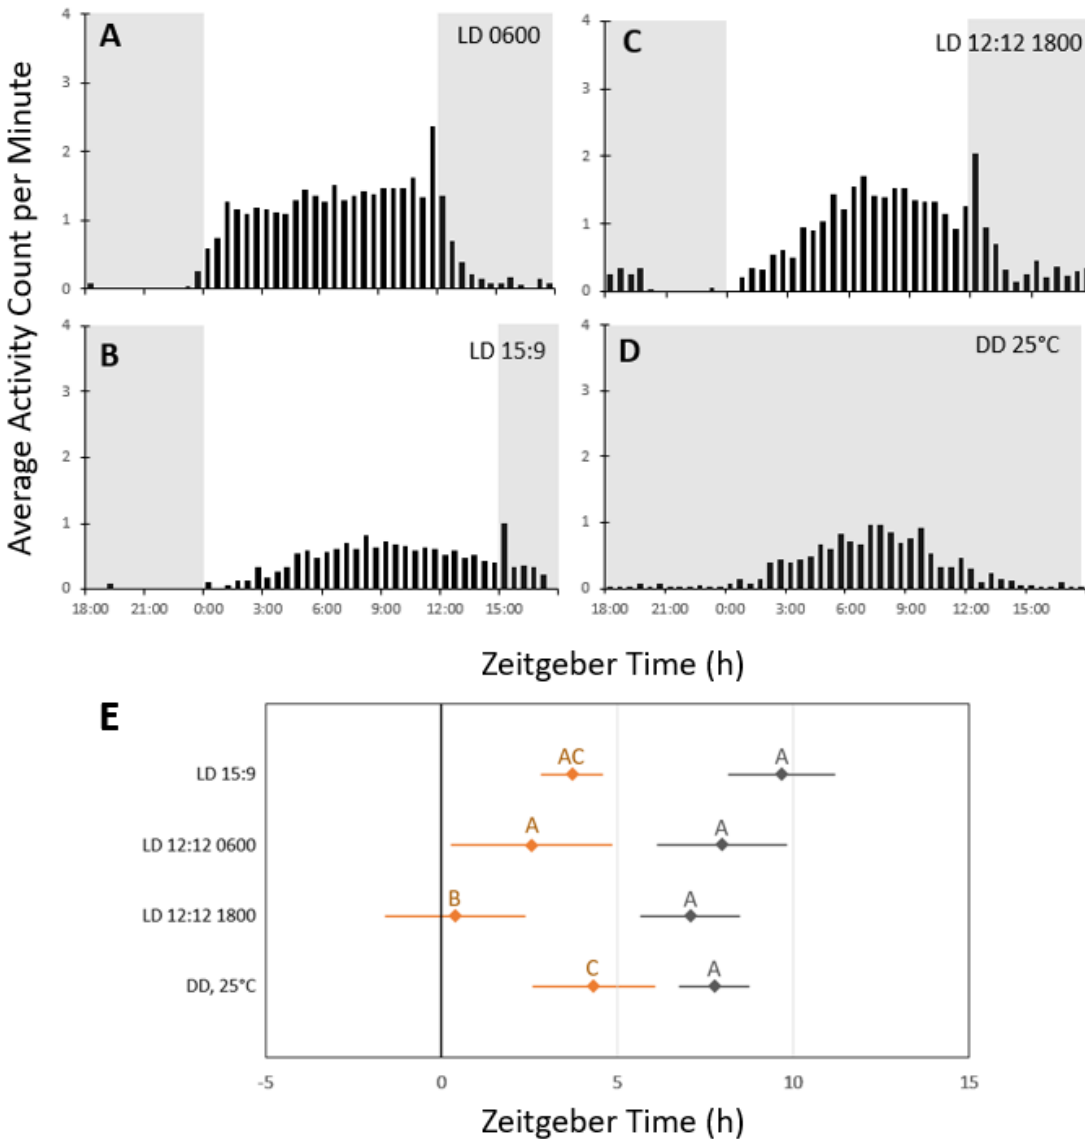 Average Activity Count per Minute
A
LD 0600
4
3
2
1
0
C
LD 12:12 1800
4
3
2
1
0
B
LD 15:9
4
3
2
1
0
18:00 21:00 0:00 3:00 6:00 9:00 12:00 15:00
D
DD 25°C
4
3
2
1
0
18:00 21:00 0:00 3:00 6:00 9:00 12:00 15:00
Zeitgeber Time (h)
E
LD 15:9
AC A
LD 12:12 0600
A A
LD 12:12 1800
B A
DD, 25°C
C A
-5 0 5 10 15
Zeitgeber Time (h)